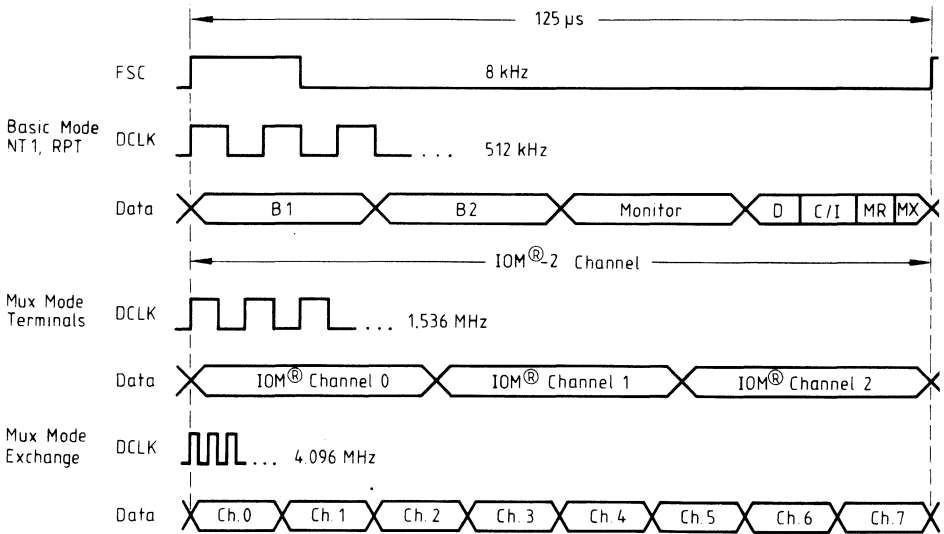 125 µs
FSC 8 kHz
Basic Mode
NT1, RPT DCLK .... 512 kHz
Data B1 B2 Monitor D C/I MR MX
IOM®-2 Channel
Mux Mode
Terminals DCLK .... 1.536 MHz
Data IOM® Channel 0 IOM® Channel 1 IOM® Channel 2
Mux Mode
Exchange DCLK .... 4.096 MHz
Data Ch.0 Ch.1 Ch.2 Ch.3 Ch.4 Ch.5 Ch.6 Ch.7